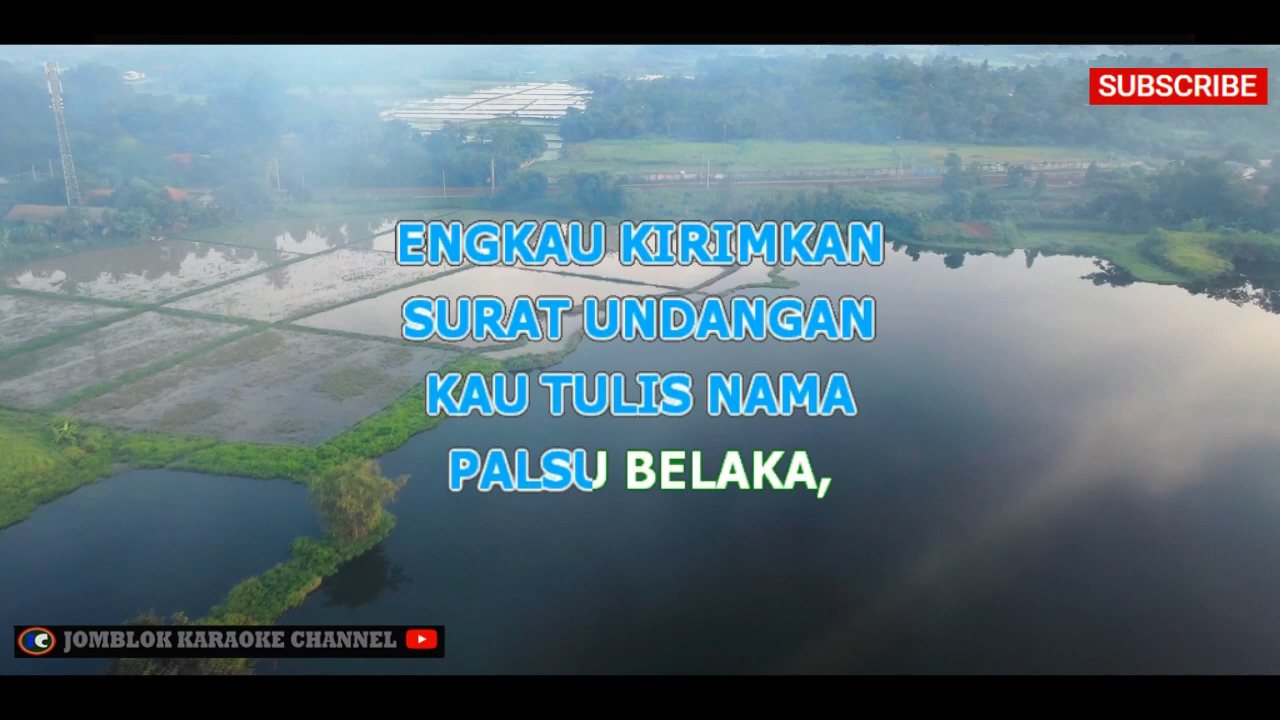 SUBSCRIBE
ENGKAU KIRIMKAN
SURAT UNDANGAN
KAU TULIS NAMA
PALSU BELAKA,
JOMBLOK KARAOKE CHANNEL